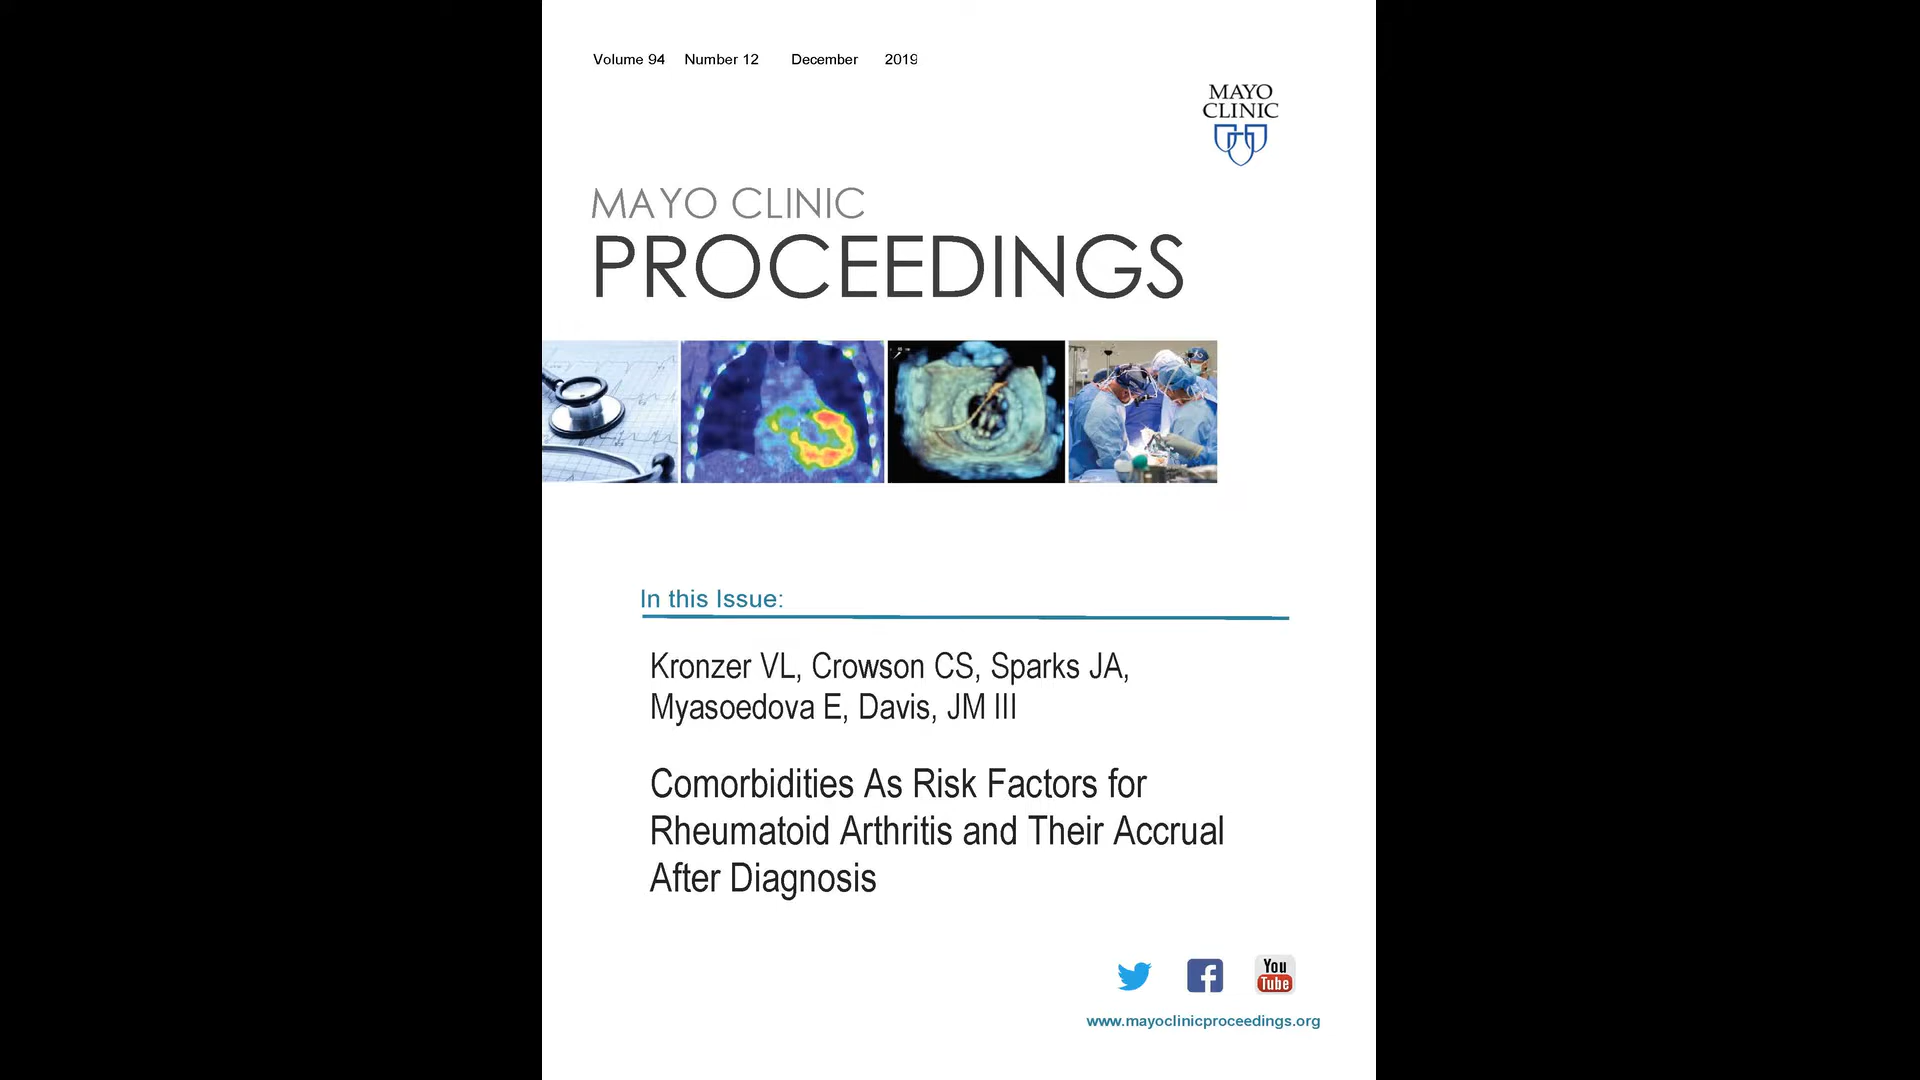 Volume 94 Number 12 December 2019
MAYO
CLINIC
MAYO CLINIC
PROCEEDINGS
In this Issue:
Kronzer VL, Crowson CS, Sparks JA,
Myasoedova E, Davis, JM III
Comorbidities As Risk Factors for
Rheumatoid Arthritis and Their Accrual
After Diagnosis
You
Tube
www.mayoclinicproceedings.org